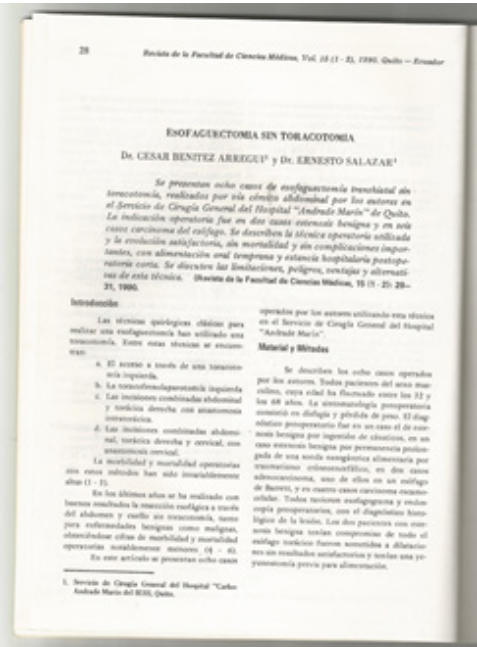 28
Revista de la Facultad de Ciencias Médicas, Vol. 15 (1 - 2), 1990. Quito — Ecuador
ESOFAGUECTOMIA SIN TORACOTOMIA
Dr. CESAR BENITEZ ARREGUI¹ y Dr. ERNESTO SALAZAR¹
Se presentan ocho casos de esofaguectomía transhiatal sin
toracotomía, realizados por vía cérvico abdominal por los autores en
el Servicio de Cirugía General del Hospital "Andrade Marín" de Quito.
La indicación operatoria fue en dos casos estenosis benigna y en seis
casos carcinoma del esófago. Se describen la técnica operatoria utilizada
y la evolución satisfactoria, sin mortalidad y sin complicaciones impor-
tantes, con alimentación oral temprana y estancia hospitalaria postope-
ratoria corta. Se discuten las limitaciones, peligros, ventajas y alternati-
vas de esta técnica. (Revista de la Facultad de Ciencias Médicas, 15 (1 - 2): 28—
31, 1990.
Introducción
Las técnicas quirúrgicas clásicas para
realizar una esofaguectomía han utilizado una
toracotomía. Entre estas técnicas se encuen-
tran:
a. El acceso a través de una toracoto-
mía izquierda.
b. La toracofrenolaparotomía izquierda
c. Las incisiones combinadas abdominal
y torácica derecha con anastomosis
intratorácica.
d. Las incisiones combinadas abdomi-
nal, torácica derecha y cervical, con
anastomosis cervical.
La morbilidad y mortalidad operatorias
con estos métodos han sido invariablemente
altas (1 - 3).
En los últimos años se ha realizado con
buenos resultados la resección esofágica a través
del abdomen y cuello sin toracotomía, tanto
para enfermedades benignas como malignas,
obteniéndose cifras de morbilidad y mortalidad
operatorias notablemente menores (4 - 6).
En este artículo se presentan ocho casos
1. Servicio de Cirugía General del Hospital "Carlos
Andrade Marín del IESS, Quito.
operados por los autores utilizando esta técnica
en el Servicio de Cirugía General del Hospital
"Andrade Marín".
Material y Métodos
Se describen los ocho casos operados
por los autores. Todos pacientes del sexo mas-
culino, cuya edad ha fluctuado entre los 32 y
los 68 años. La sintomatología preoperatoria
consistió en disfagia y pérdida de peso. El diag-
nóstico preoperatorio fue en un caso el de este-
nosis benigna por ingestión de cáusticos, en un
caso estenosis benigna por permanencia prolon-
gada de una sonda nasogástrica alimentaria por
traumatismo cráneoencefálico, en dos casos
adenocarcinoma, uno de ellos en un esófago
de Barrett, y en cuatro casos carcinoma escamo-
celular. Todos tuvieron esofagograma y endos-
copía preoperatorios, con el diagnóstico histo-
lógico de la lesión. Los dos pacientes con este-
nosis benigna tenían compromiso de todo el
esófago torácico fueron sometidos a dilatacio-
nes sin resultados satisfactorios y tenían una ye-
yunostomía previa para alimentación.